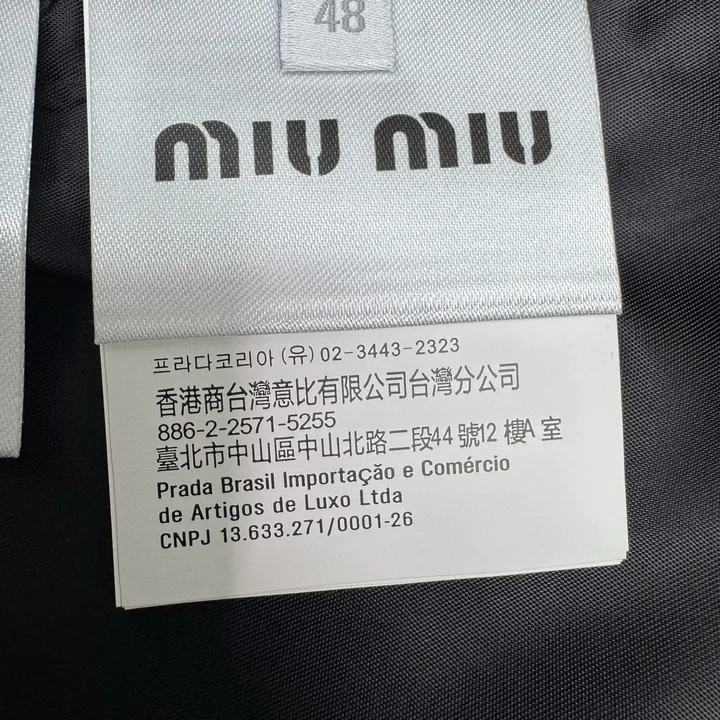 48
miu miu
프라다코리아 (유) 02-3443-2323
香港商台灣意比有限公司台灣分公司
886-2-2571-5255
臺北市中山區中山北路二段44號12 樓A 室
Prada Brasil Importação e Comércio
de Artigos de Luxo Ltda
CNPJ 13.633.271/0001-26